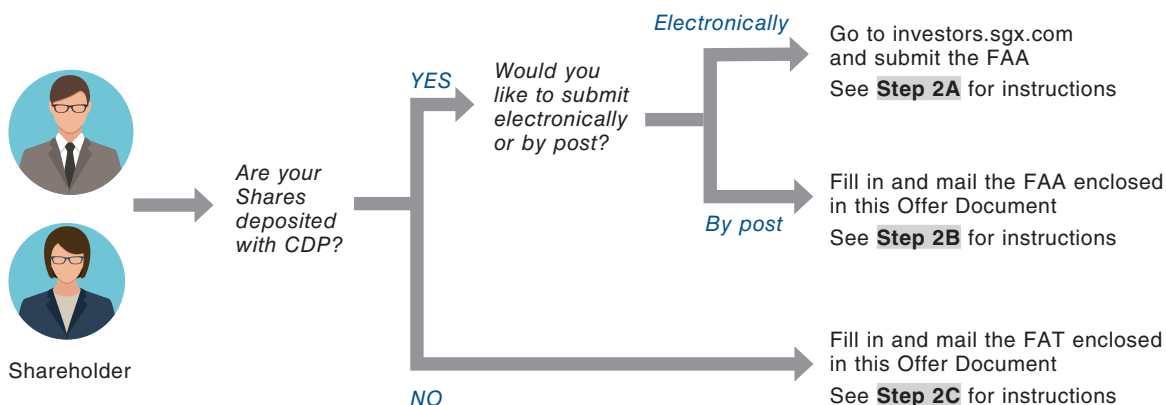 Shareholder
Are your
Shares
deposited
with CDP?
YES
Would you
like to submit
electronically
or by post?
Electronically
Go to investors.sgx.com
and submit the FAA
See Step 2A for instructions
By post
Fill in and mail the FAA enclosed
in this Offer Document
See Step 2B for instructions
NO
Fill in and mail the FAT enclosed
in this Offer Document
See Step 2C for instructions